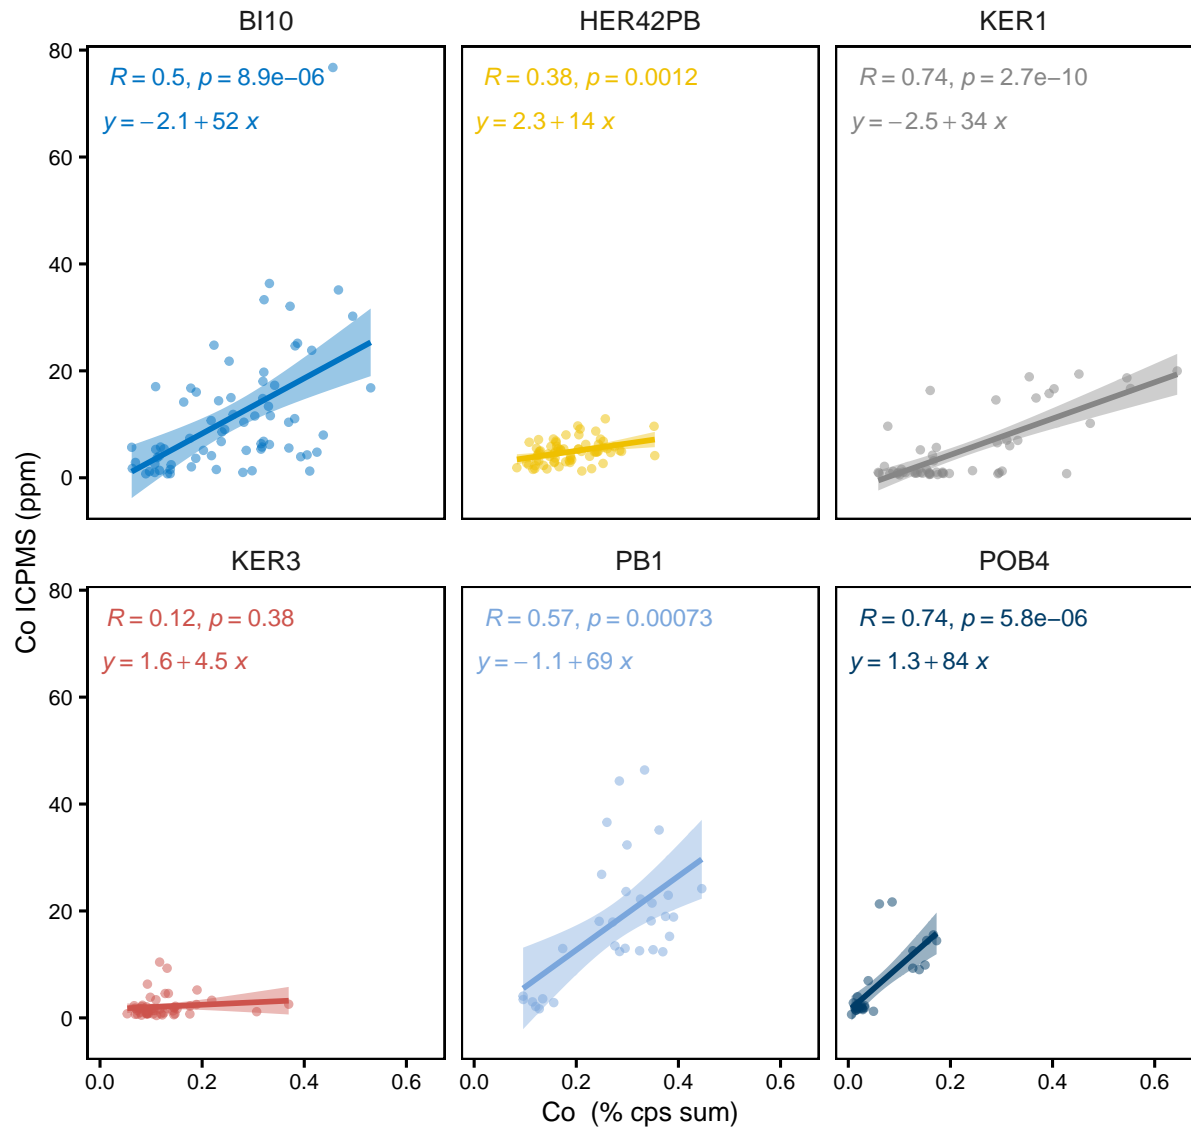 BI10
HER42PB
KER1
R = 0.5, p = 8.9e−06
y = −2.1 + 52 x
R = 0.38, p = 0.0012
y = 2.3 + 14 x
R = 0.74, p = 2.7e−10
y = −2.5 + 34 x
80
60
40
20
0
KER3
PB1
POB4
R = 0.12, p = 0.38
y = 1.6 + 4.5 x
R = 0.57, p = 0.00073
y = −1.1 + 69 x
R = 0.74, p = 5.8e−06
y = 1.3 + 84 x
80
60
40
20
0
0.0 0.2 0.4 0.6
0.0 0.2 0.4 0.6
0.0 0.2 0.4 0.6
Co ICPMS (ppm)
Co (% cps sum)